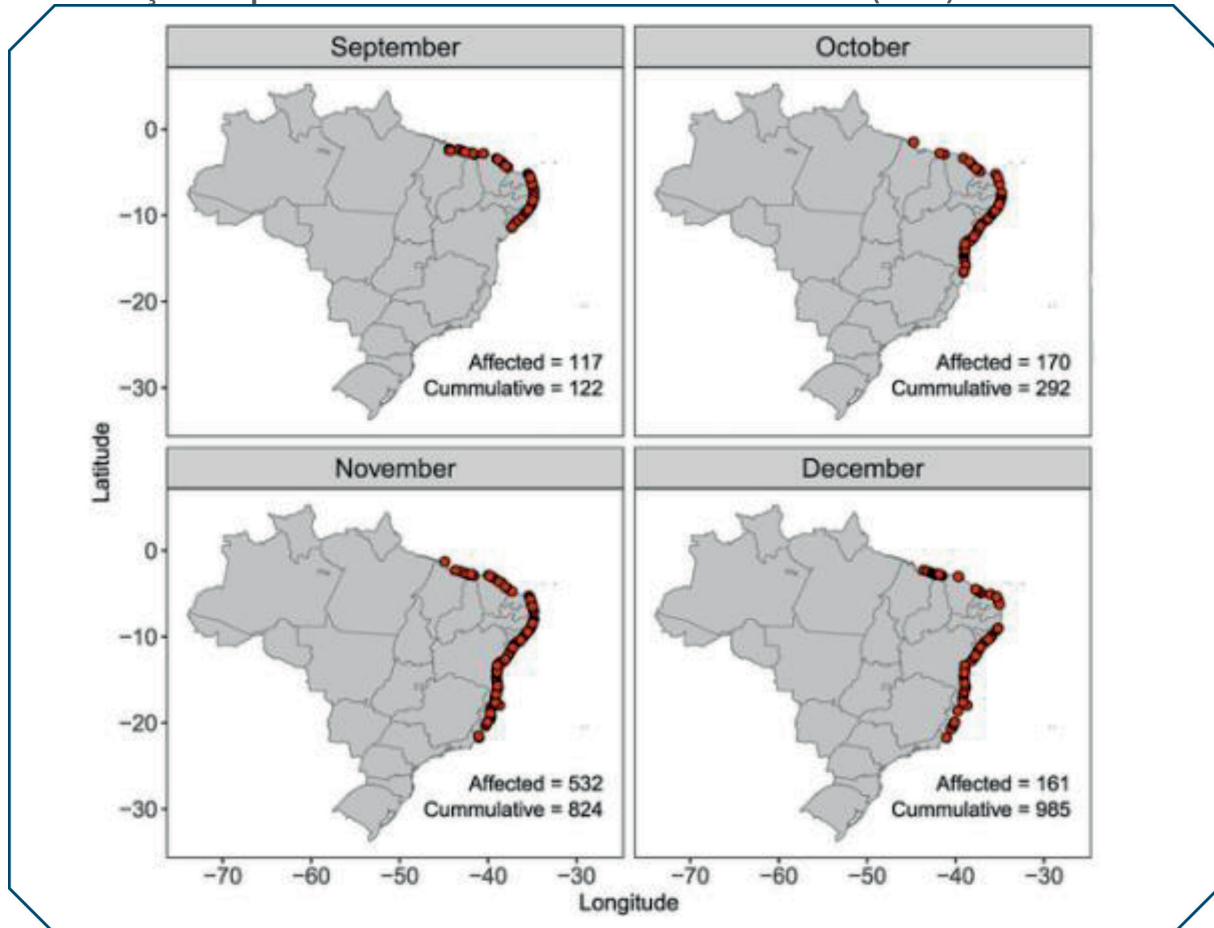 September
October
0
−10
−20
−30
Affected = 117
Cummulative = 122
Affected = 170
Cummulative = 292
Latitude
November
December
0
−10
−20
−30
Affected = 532
Cummulative = 824
Affected = 161
Cummulative = 985
−70
−60
−50
−40
−30
−70
−60
−50
−40
−30
Longitude